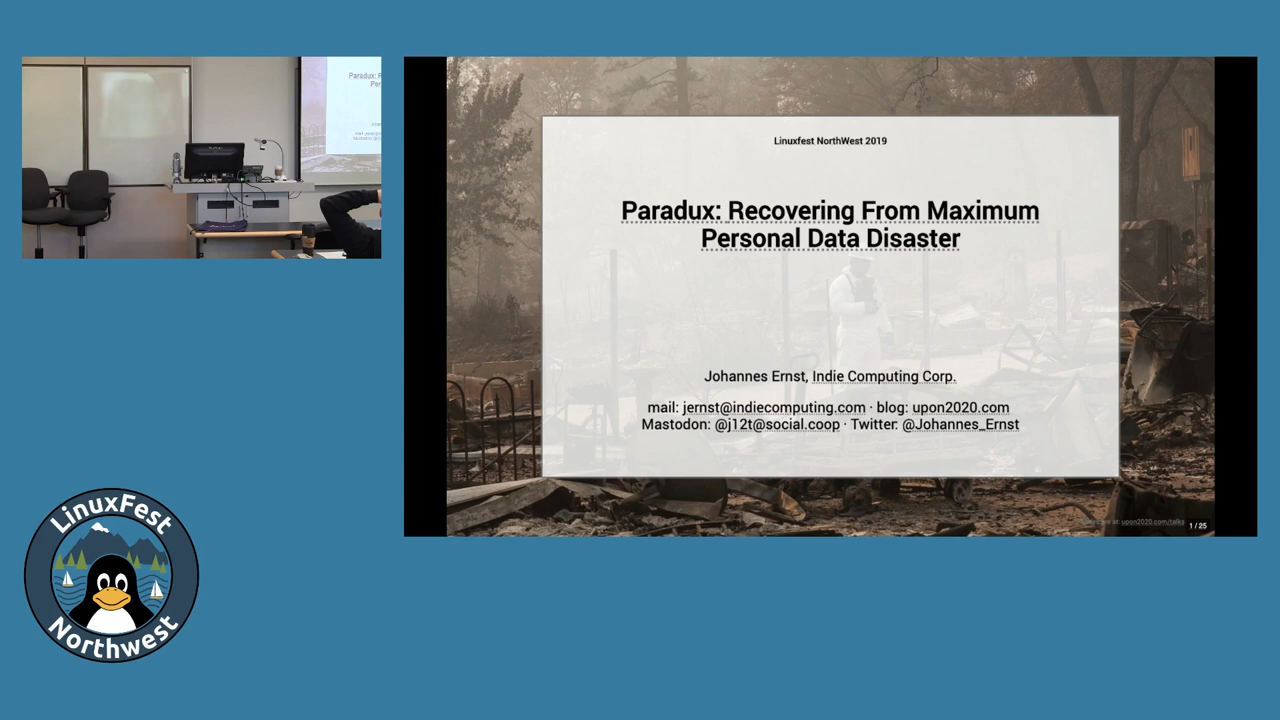 Linuxfest NorthWest 2019
Paradux: Recovering From Maximum
Personal Data Disaster
Johannes Ernst, Indie Computing Corp.
mail: jernst@indiecomputing.com · blog: upon2020.com
Mastodon: @j12t@social.coop · Twitter: @Johannes_Ernst
at: upon2020.com/talks
1 / 25
LinuxFest
Northwest